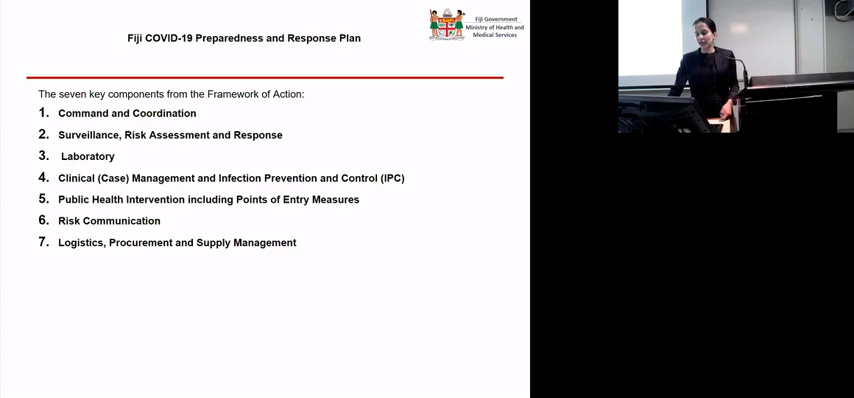 Fiji COVID-19 Preparedness and Response Plan
Fiji Government
Ministry of Health and
Medical Services
The seven key components from the Framework of Action:
1. Command and Coordination
2. Surveillance, Risk Assessment and Response
3. Laboratory
4. Clinical (Case) Management and Infection Prevention and Control (IPC)
5. Public Health Intervention including Points of Entry Measures
6. Risk Communication
7. Logistics, Procurement and Supply Management